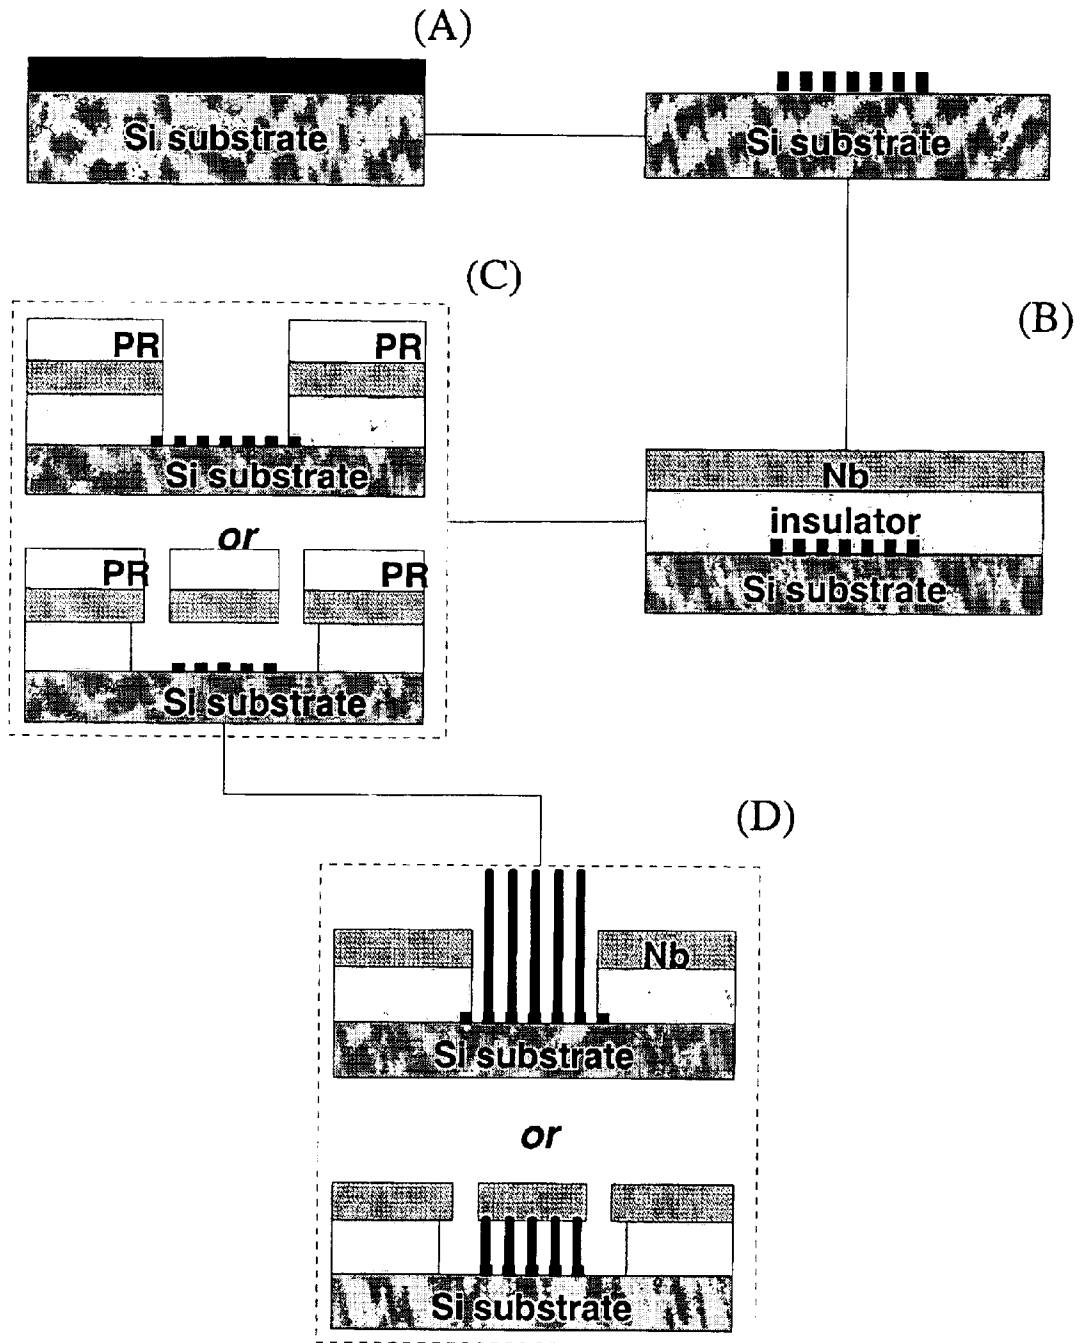 (A)
Si substrate
Si substrate
(C)
(B)
PR PR
Si substrate
or
PR PR
Si substrate
Nb
insulator
Si substrate
(D)
Nb
Si substrate
or
Si substrate